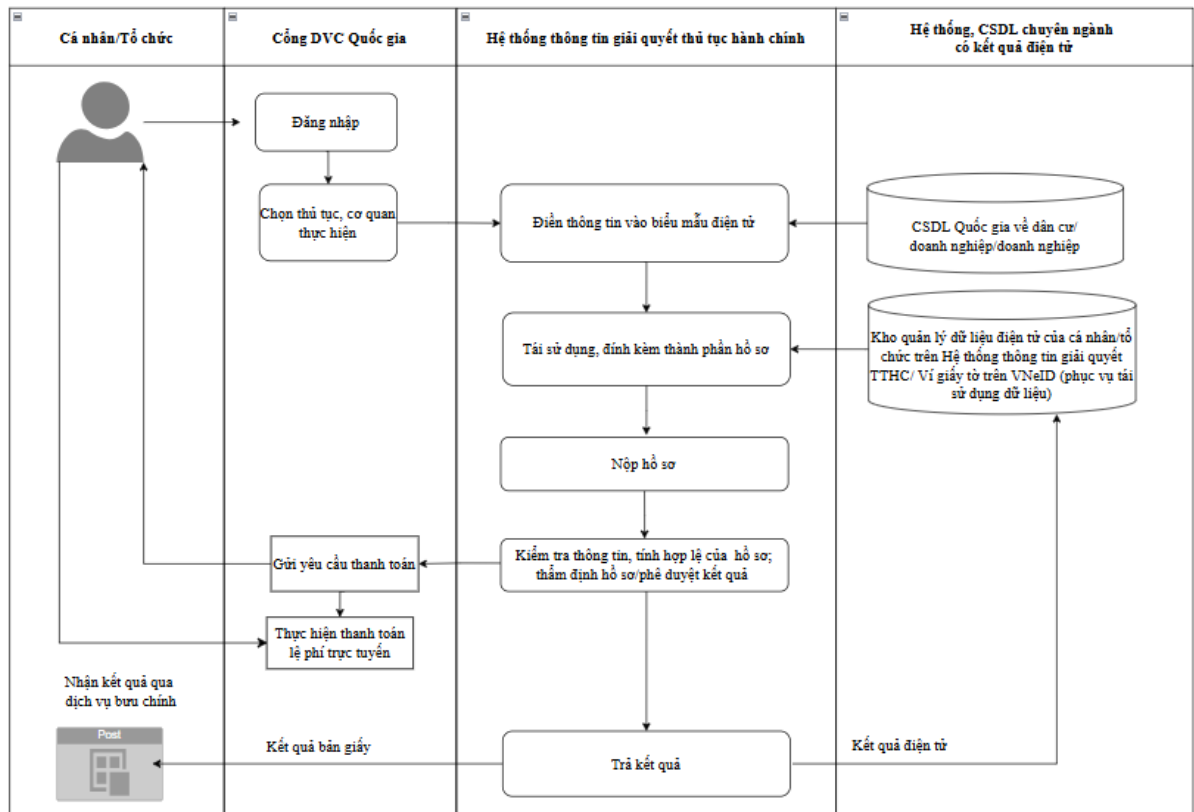 Cá nhân/Tổ chức
Cổng DVC Quốc gia
Hệ thống thông tin giải quyết thủ tục hành chính
Hệ thống, CSDL chuyên ngành
có kết quả điện tử
Đăng nhập
Chọn thủ tục, cơ quan
thực hiện
Điền thông tin vào biểu mẫu điện tử
CSDL Quốc gia về dân cư/
doanh nghiệp/doanh nghiệp
Tái sử dụng, đính kèm thành phần hồ sơ
Kho quản lý dữ liệu điện tử của cá nhân/tổ
chức trên Hệ thống thông tin giải quyết
TTHC/ Ví giấy tờ trên VNeID (phục vụ tái
sử dụng dữ liệu)
Nộp hồ sơ
Gửi yêu cầu thanh toán
Kiểm tra thông tin, tính hợp lệ của hồ sơ;
thẩm định hồ sơ/phê duyệt kết quả
Thực hiện thanh toán
lệ phí trực tuyến
Nhận kết quả qua
dịch vụ bưu chính
Post
Kết quả bản giấy
Trả kết quả
Kết quả điện tử